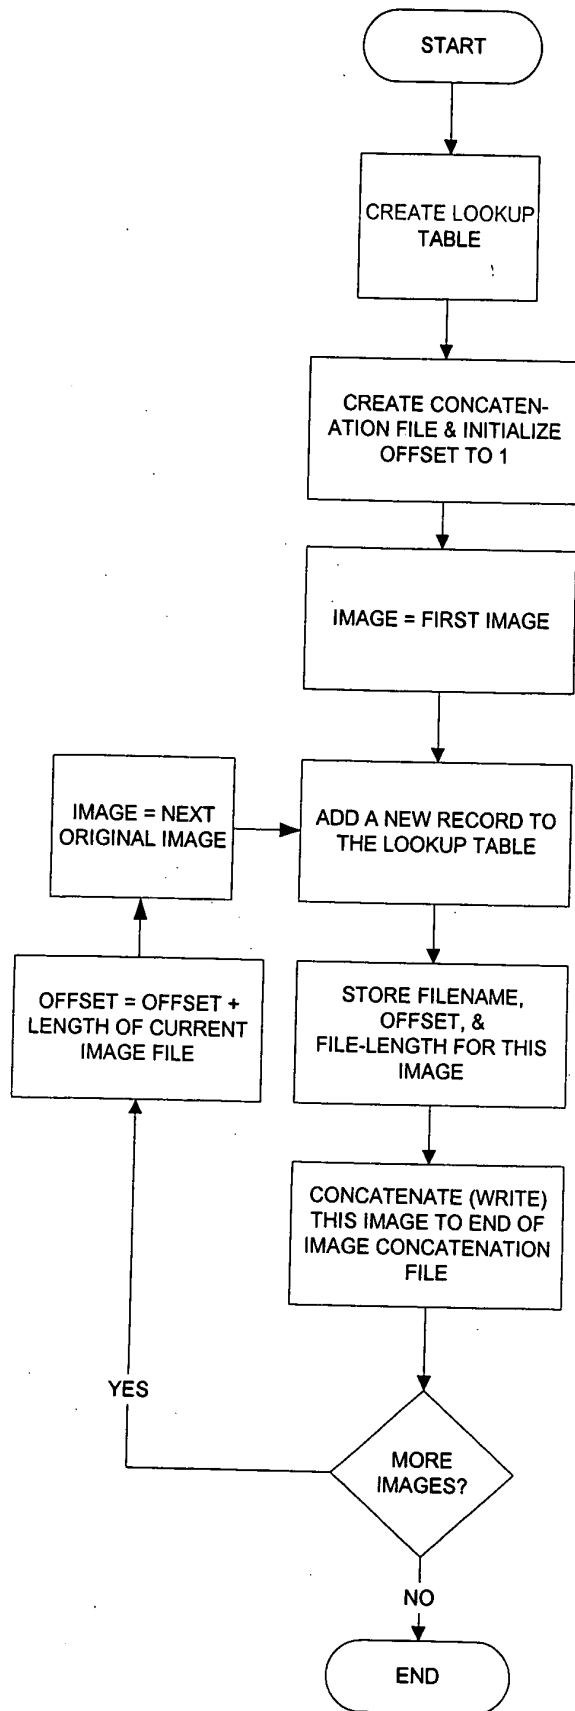 START
CREATE LOOKUP
TABLE
CREATE CONCATEN-
ATION FILE & INITIALIZE
OFFSET TO 1
IMAGE = FIRST IMAGE
IMAGE = NEXT
ORIGINAL IMAGE
ADD A NEW RECORD TO
THE LOOKUP TABLE
OFFSET = OFFSET +
LENGTH OF CURRENT
IMAGE FILE
STORE FILENAME,
OFFSET, &
FILE-LENGTH FOR THIS
IMAGE
CONCATENATE (WRITE)
THIS IMAGE TO END OF
IMAGE CONCATENATION
FILE
YES
MORE
IMAGES?
NO
END